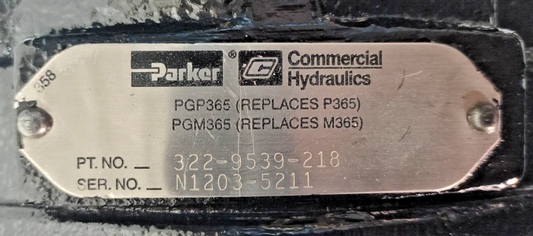 358
Parker ® Commercial
Hydraulics
PGP365 (REPLACES P365)
PGM365 (REPLACES M365)
PT. NO. _ 322-9539-218
SER. NO. _ N1203-5211